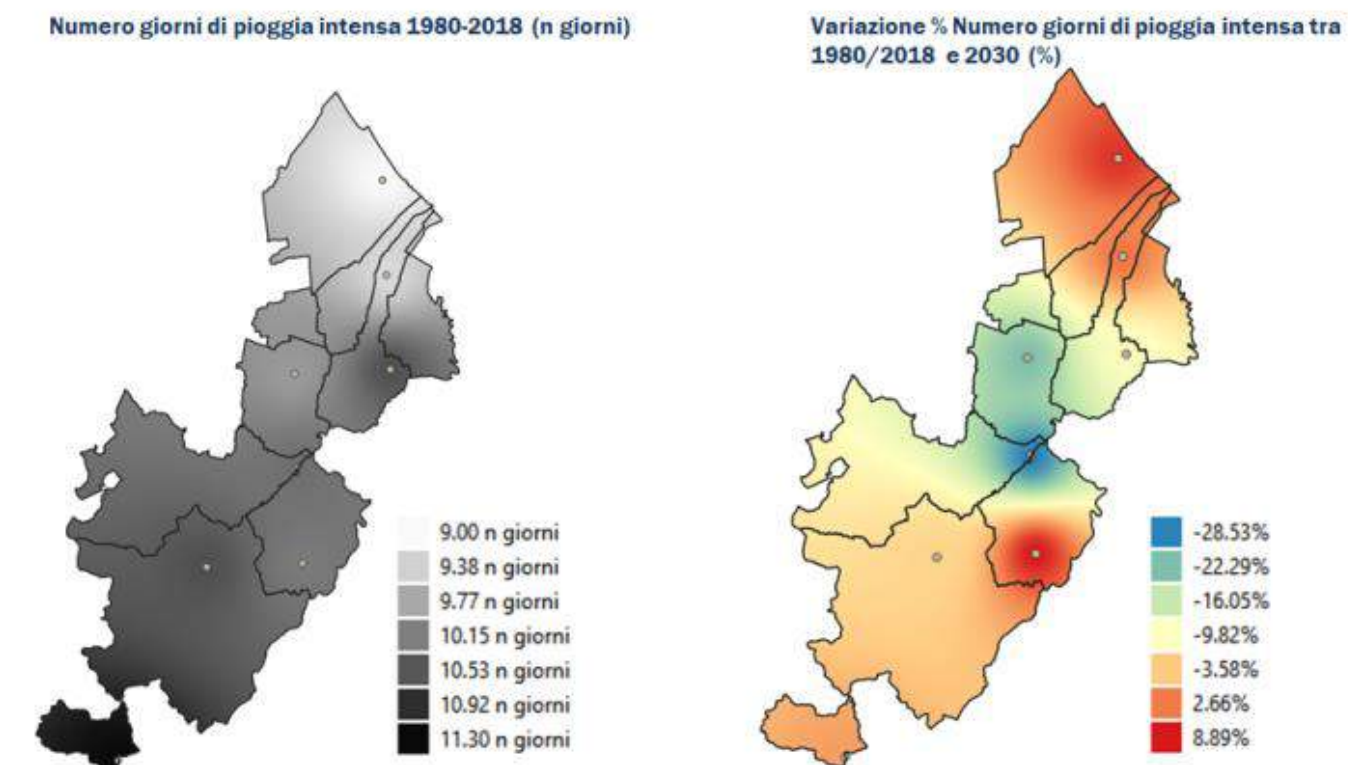 Numero giorni di pioggia intensa 1980-2018 (n giorni)
Variazione % Numero giorni di pioggia intensa tra
1980/2018 e 2030 (%)
9.00 n giorni
9.38 n giorni
9.77 n giorni
10.15 n giorni
10.53 n giorni
10.92 n giorni
11.30 n giorni
-28.53%
-22.29%
-16.05%
-9.82%
-3.58%
2.66%
8.89%